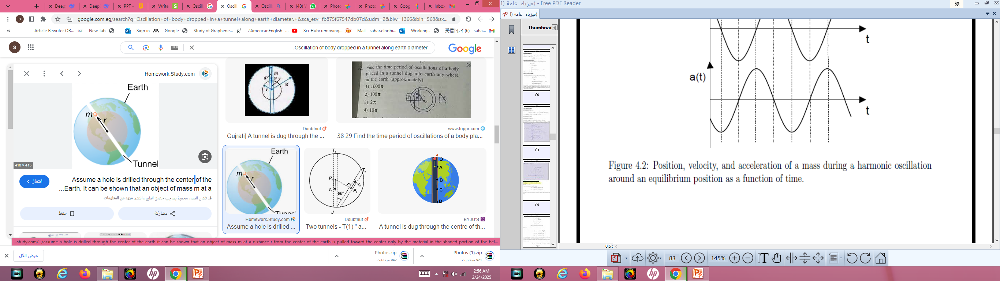 Deep
Deep
PPT -
Write
Oscill
Oscill
Oscill
(48) W
Photo
Photo
Goog
Inbox
google.com.eg/search?q=Oscillation+of+body+dropped+in+a+tunnel+along+earth+diameter.+&sca_esv=fb875f67547db07d&udm=2&biw=1366&bih=568&sx...
Article Rewriter OR...
New Tab
Sign in
Google
Study of Graphene...
ZAmericanEnglish -...
Sci-Hub: removing...
Mail - sahar.elnobi...
Working...
受信トレイ (6) - saha...
.Oscillation of body dropped in a tunnel along earth diameter
Google
Homework.Study.com
Earth
m
r
Tunnel
410 × 415
انتقال
Assume a hole is drilled through the center of the
...Earth. It can be shown that an object of mass m at a
قد تكون الصور محمية بموجب حقوق الطبع والنشر. مزيد من المعلومات
حفظ
مشاركة
m
d
P y
R
r
Doubtnut
Gujrati] A tunnel is dug through the ...
32. Find the time period of oscillations of a body
placed in a tunnel dug into earth any where
in the earth (approximately)
1) 1600π
2) 100π
3) 2π
4) 10π
38
www.toppr.com
38 29 Find the time period of oscillations of a body pla...
Earth
m
r
Homework.Study.com
Assume a hole is drilled ...
T₁
T₂
P₁
V₁
60°
V₂
P₂
J
Doubtnut
Two tunnels - T(1) " a...
O
A
B
C
D
BYJU'S
A tunnel is dug through the centre of th...
...study.com/.../assume-a-hole-is-drilled-through-the-center-of-the-earth-it-can-be-shown-that-an-object-of-mass-m-at-a-distance-r-from-the-center-of-the-earth-is-pulled-toward-the-center-only-by-the-material-in-the-shaded-portion-of-the-bel...
عرض الكل
Photos.zip
942 ميغابايت
Photos (1).zip
921 ميغابايت
2:56 AM
2/24/2025
(فيزياء عامة (1 - Free PDF Reader
(فيزياء عامة (1
Thumbnai
74
75
76
t
a(t)
t
Figure 4.2: Position, velocity, and acceleration of a mass during a harmonic oscillation
around an equilibrium position as a function of time.
8.5
83
145%